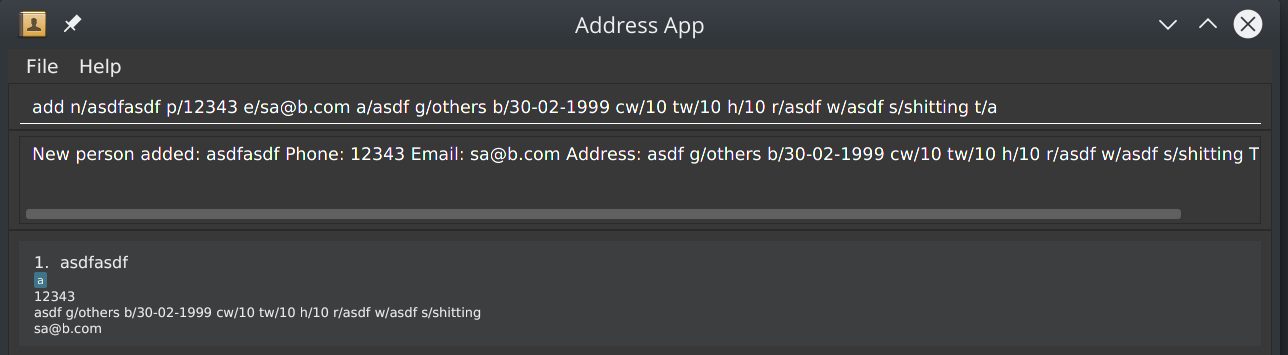 Address App
File Help
add n/asdfasdf p/12343 e/sa@b.com a/asdf g/others b/30-02-1999 cw/10 tw/10 h/10 r/asdf w/asdf s/shitting t/a
New person added: asdfasdf Phone: 12343 Email: sa@b.com Address: asdf g/others b/30-02-1999 cw/10 tw/10 h/10 r/asdf w/asdf s/shitting T
1. asdfasdf
a
12343
asdf g/others b/30-02-1999 cw/10 tw/10 h/10 r/asdf w/asdf s/shitting
sa@b.com